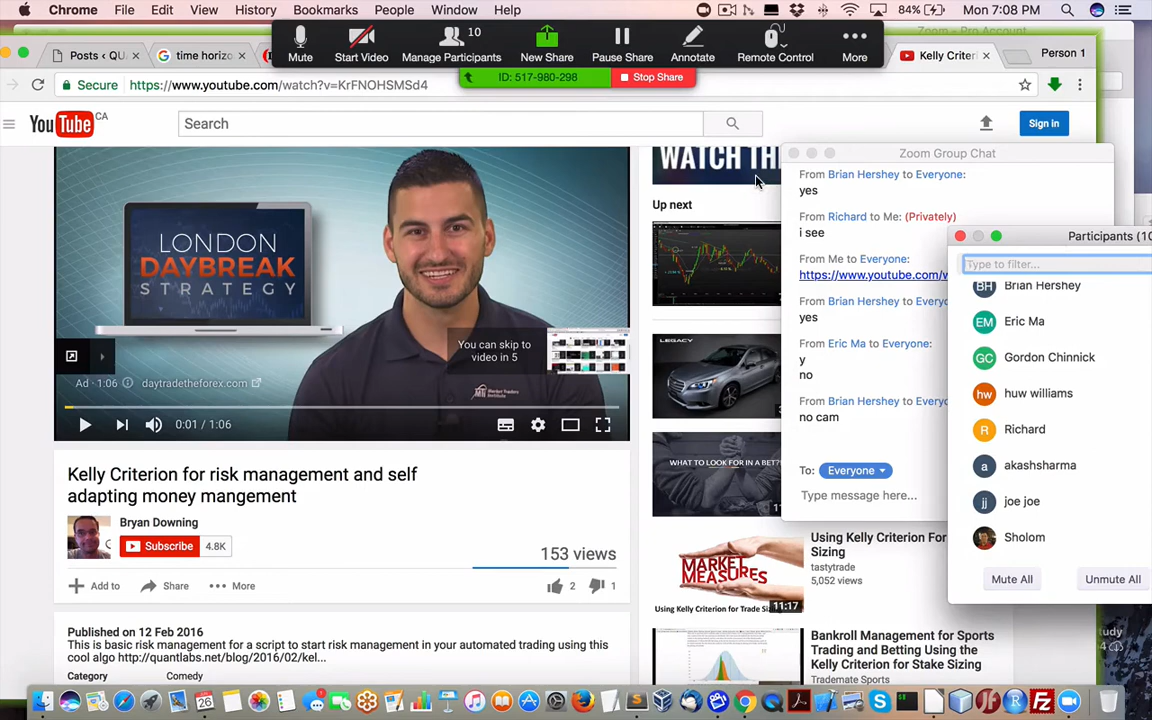 Chrome File Edit View History Bookmarks People Window Help 84% Mon 7:08 PM
10
Mute Start Video Manage Participants New Share Pause Share Annotate Remote Control More
ID: 517-980-298 Stop Share
Posts ‹ QU time horizo Kelly Criteri Person 1
Secure https://www.youtube.com/watch?v=KrFNOHSMSd4
YouTube CA Search Sign in
LONDON
DAYBREAK
STRATEGY
You can skip to
video in 5
Ad · 1:06 daytradetheforex.com
0:01 / 1:06
Kelly Criterion for risk management and self
adapting money mangement
Bryan Downing
Subscribe 4.8K
153 views
Add to Share More 2 1
Published on 12 Feb 2016
This is basic risk management for a script to start risk management in your automated trading using this
cool algo http://quantlabs.net/blog/2016/02/kel...
Category Comedy
WATCH TH
Up next
LEGACY
WHAT TO LOOK FOR IN A BET?
MARKET
MEASURES
Using Kelly Criterion for Trade Siz
11:17
Using Kelly Criterion For
Sizing
tastytrade
5,052 views
Bankroll Management for Sports
Trading and Betting Using the
Kelly Criterion for Stake Sizing
Trademate Sports
Zoom Group Chat
From Brian Hershey to Everyone:
yes
From Richard to Me: (Privately)
i see
From Me to Everyone:
https://www.youtube.com/w
From Brian Hershey to Everyo
yes
From Eric Ma to Everyone:
y
no
From Brian Hershey to Everyo
no cam
To: Everyone
Type message here...
Participants (10
Type to filter...
BH Brian Hershey
EM Eric Ma
GC Gordon Chinnick
hw huw williams
R Richard
a akashsharma
jj joe joe
Sholom
Mute All Unmute All
tudy
26